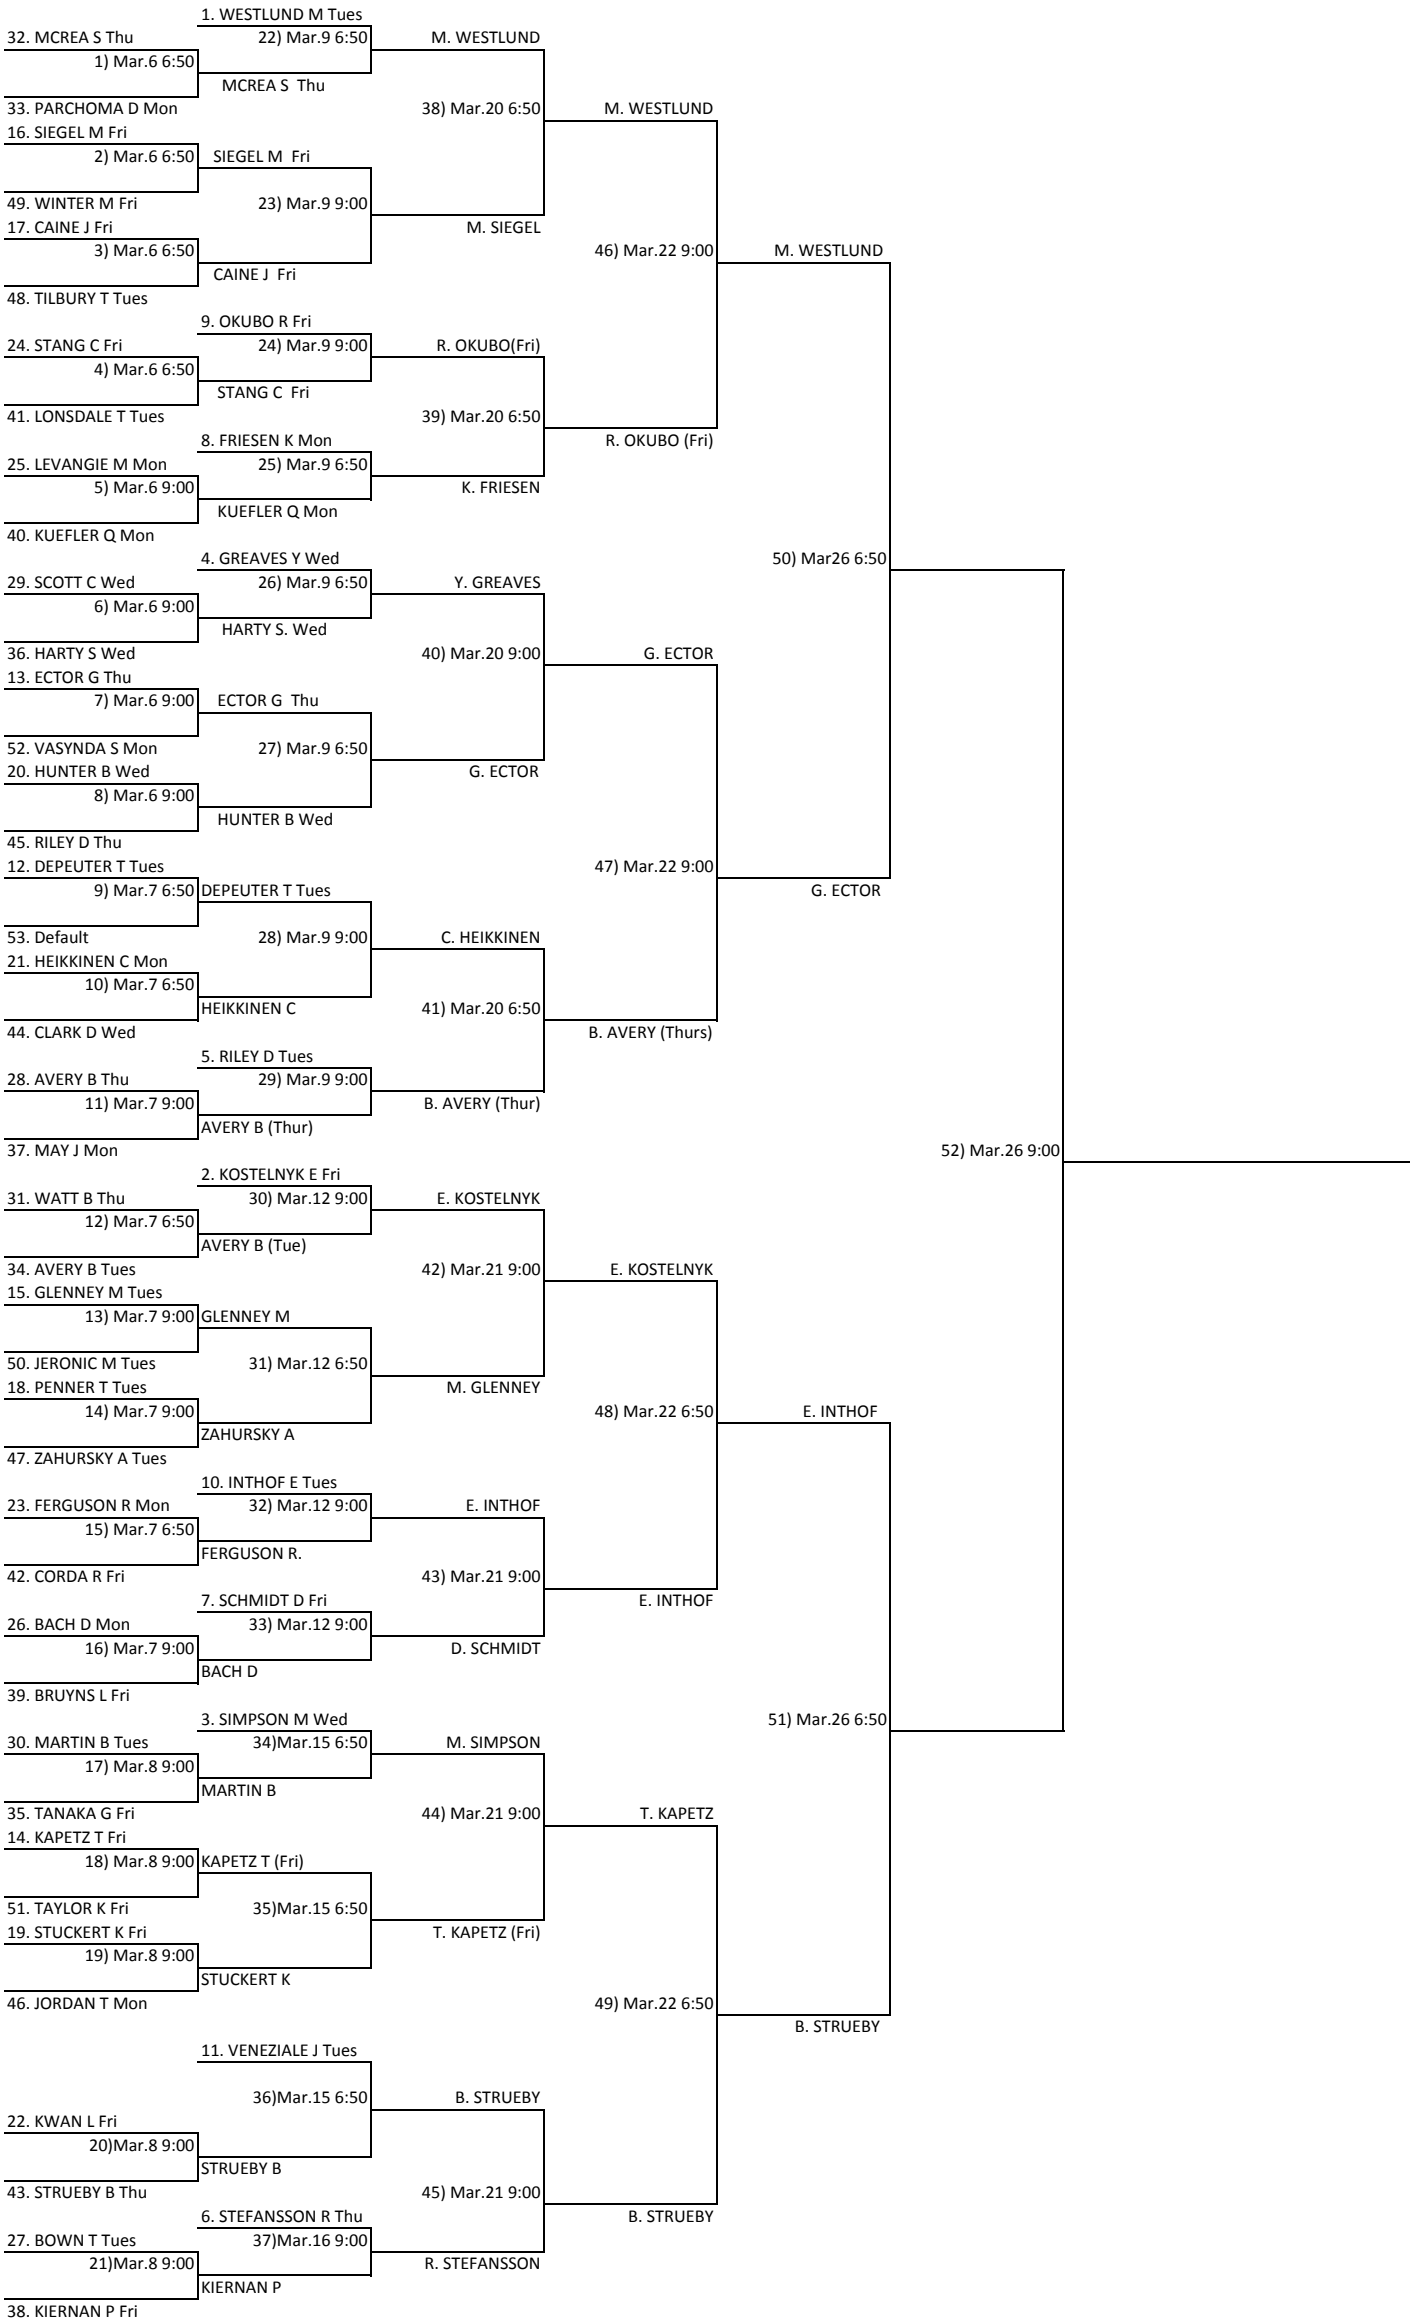 1. WESTLUND M Tues
32. MCREA S Thu
22) Mar.9 6:50
M. WESTLUND
1) Mar.6 6:50
MCREA S  Thu
33. PARCHOMA D Mon
38) Mar.20 6:50
M. WESTLUND
16. SIEGEL M Fri
2) Mar.6 6:50
SIEGEL M  Fri
49. WINTER M Fri
23) Mar.9 9:00
17. CAINE J Fri
M. SIEGEL
3) Mar.6 6:50
46) Mar.22 9:00
M. WESTLUND
CAINE J  Fri
48. TILBURY T Tues
9. OKUBO R Fri
24. STANG C Fri
24) Mar.9 9:00
R. OKUBO(Fri)
4) Mar.6 6:50
STANG C  Fri
41. LONSDALE T Tues
39) Mar.20 6:50
8. FRIESEN K Mon
R. OKUBO (Fri)
25. LEVANGIE M Mon
25) Mar.9 6:50
5) Mar.6 9:00
K. FRIESEN
KUEFLER Q Mon
40. KUEFLER Q Mon
4. GREAVES Y Wed
50) Mar26 6:50
29. SCOTT C Wed
26) Mar.9 6:50
Y. GREAVES
6) Mar.6 9:00
HARTY S. Wed
36. HARTY S Wed
40) Mar.20 9:00
G. ECTOR
13. ECTOR G Thu
7) Mar.6 9:00
ECTOR G  Thu
52. VASYNDA S Mon
27) Mar.9 6:50
20. HUNTER B Wed
G. ECTOR
8) Mar.6 9:00
HUNTER B Wed
45. RILEY D Thu
12. DEPEUTER T Tues
47) Mar.22 9:00
9) Mar.7 6:50
DEPEUTER T Tues
G. ECTOR
53. Default
28) Mar.9 9:00
C. HEIKKINEN
21. HEIKKINEN C Mon
10) Mar.7 6:50
HEIKKINEN C
41) Mar.20 6:50
44. CLARK D Wed
B. AVERY (Thurs)
5. RILEY D Tues
28. AVERY B Thu
29) Mar.9 9:00
11) Mar.7 9:00
B. AVERY (Thur)
AVERY B (Thur)
37. MAY J Mon
52) Mar.26 9:00
2. KOSTELNYK E Fri
31. WATT B Thu
30) Mar.12 9:00
E. KOSTELNYK
12) Mar.7 6:50
AVERY B (Tue)
34. AVERY B Tues
42) Mar.21 9:00
E. KOSTELNYK
15. GLENNEY M Tues
13) Mar.7 9:00
GLENNEY M
50. JERONIC M Tues
31) Mar.12 6:50
18. PENNER T Tues
M. GLENNEY
14) Mar.7 9:00
48) Mar.22 6:50
E. INTHOF
ZAHURSKY A
47. ZAHURSKY A Tues
10. INTHOF E Tues
23. FERGUSON R Mon
32) Mar.12 9:00
E. INTHOF
15) Mar.7 6:50
FERGUSON R.
42. CORDA R Fri
43) Mar.21 9:00
7. SCHMIDT D Fri
E. INTHOF
26. BACH D Mon
33) Mar.12 9:00
16) Mar.7 9:00
D. SCHMIDT
BACH D
39. BRUYNS L Fri
3. SIMPSON M Wed
51) Mar.26 6:50
30. MARTIN B Tues
34)Mar.15 6:50
M. SIMPSON
17) Mar.8 9:00
MARTIN B
35. TANAKA G Fri
44) Mar.21 9:00
T. KAPETZ
14. KAPETZ T Fri
18) Mar.8 9:00
KAPETZ T (Fri)
51. TAYLOR K Fri
35)Mar.15 6:50
19. STUCKERT K Fri
T. KAPETZ (Fri)
19) Mar.8 9:00
STUCKERT K
46. JORDAN T Mon
49) Mar.22 6:50
B. STRUEBY
11. VENEZIALE J Tues
36)Mar.15 6:50
B. STRUEBY
22. KWAN L Fri
20)Mar.8 9:00
STRUEBY B
43. STRUEBY B Thu
45) Mar.21 9:00
6. STEFANSSON R Thu
B. STRUEBY
27. BOWN T Tues
37)Mar.16 9:00
21)Mar.8 9:00
R. STEFANSSON
KIERNAN P
38. KIERNAN P Fri